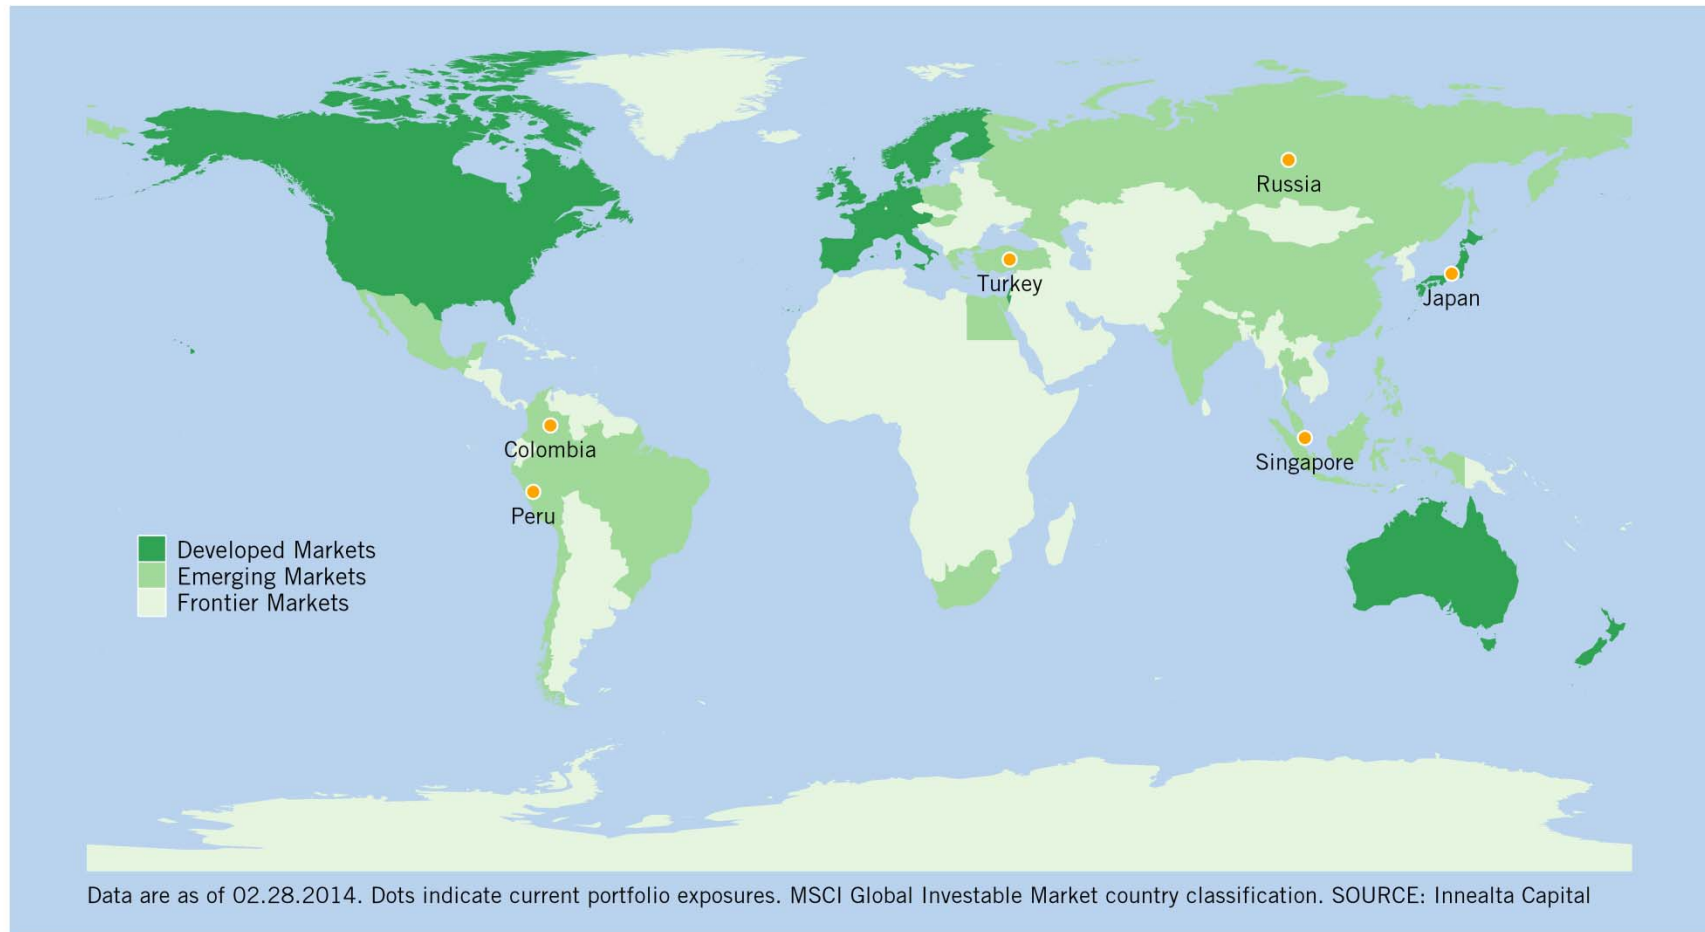 Russia
Turkey
Japan
Colombia
Singapore
Peru
Developed Markets
Emerging Markets
Frontier Markets
Data are as of 02.28.2014. Dots indicate current portfolio exposures. MSCI Global Investable Market country classification. SOURCE: Innealta Capital